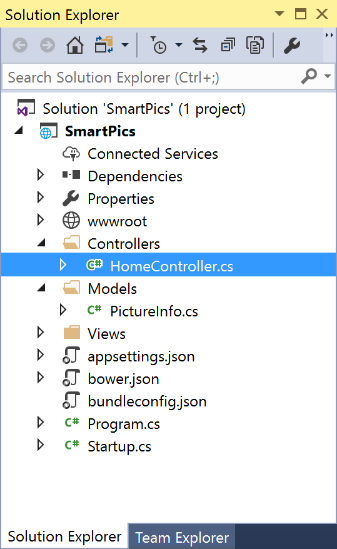 Solution Explorer
Search Solution Explorer (Ctrl+;)
Solution 'SmartPics' (1 project)
SmartPics
Connected Services
Dependencies
Properties
wwwroot
Controllers
HomeController.cs
Models
PictureInfo.cs
Views
appsettings.json
bower.json
bundleconfig.json
Program.cs
Startup.cs
Solution Explorer Team Explorer